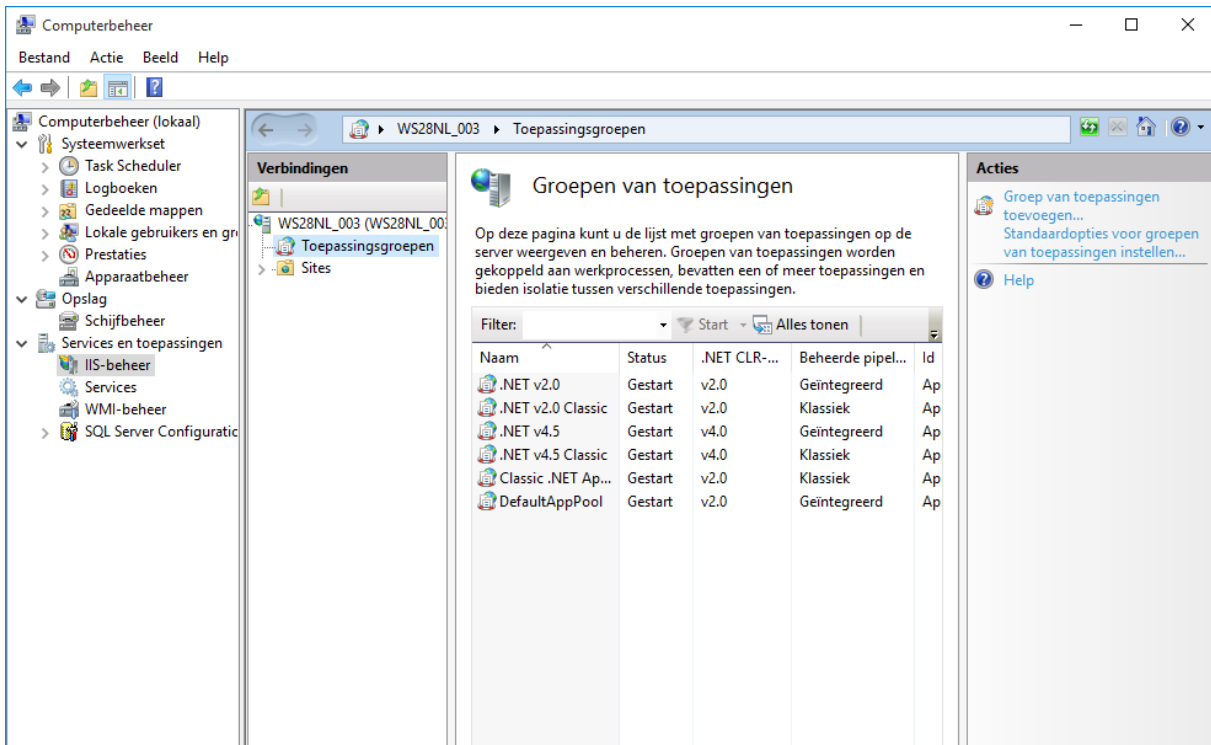 Computerbeheer
Bestand Actie Beeld Help
Computerbeheer (lokaal)
Systeemwerkset
Task Scheduler
Logboeken
Gedeelde mappen
Lokale gebruikers en gr
Prestaties
Apparaatbeheer
Opslag
Schijfbeheer
Services en toepassingen
IIS-beheer
Services
WMI-beheer
SQL Server Configuratic
WS28NL_003 Toepassingsgroepen
Verbindingen
WS28NL_003 (WS28NL_003
Toepassingsgroepen
Sites
Groepen van toepassingen
Op deze pagina kunt u de lijst met groepen van toepassingen op de
server weergeven en beheren. Groepen van toepassingen worden
gekoppeld aan werkprocessen, bevatten een of meer toepassingen en
bieden isolatie tussen verschillende toepassingen.
Filter: Start Alles tonen
Naam Status .NET CLR-... Beheerde pipel... Id
.NET v2.0 Gestart v2.0 Geïntegreerd Ap
.NET v2.0 Classic Gestart v2.0 Klassiek Ap
.NET v4.5 Gestart v4.0 Geïntegreerd Ap
.NET v4.5 Classic Gestart v4.0 Klassiek Ap
Classic .NET Ap... Gestart v2.0 Klassiek Ap
DefaultAppPool Gestart v2.0 Geïntegreerd Ap
Acties
Groep van toepassingen
toevoegen...
Standaardopties voor groepen
van toepassingen instellen...
Help